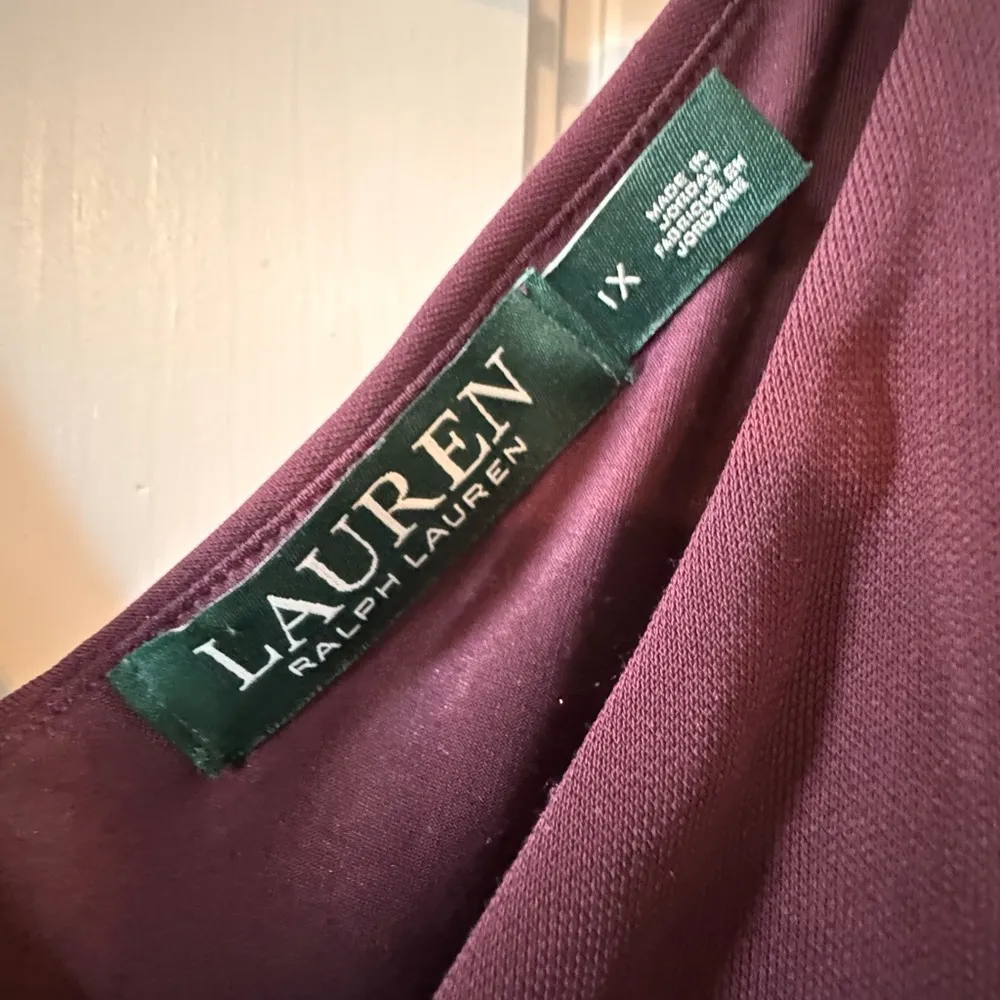 LAUREN
RALPH LAUREN
1X
MADE IN
JORDAN
FABRIQUÉ EN
JORDANIE